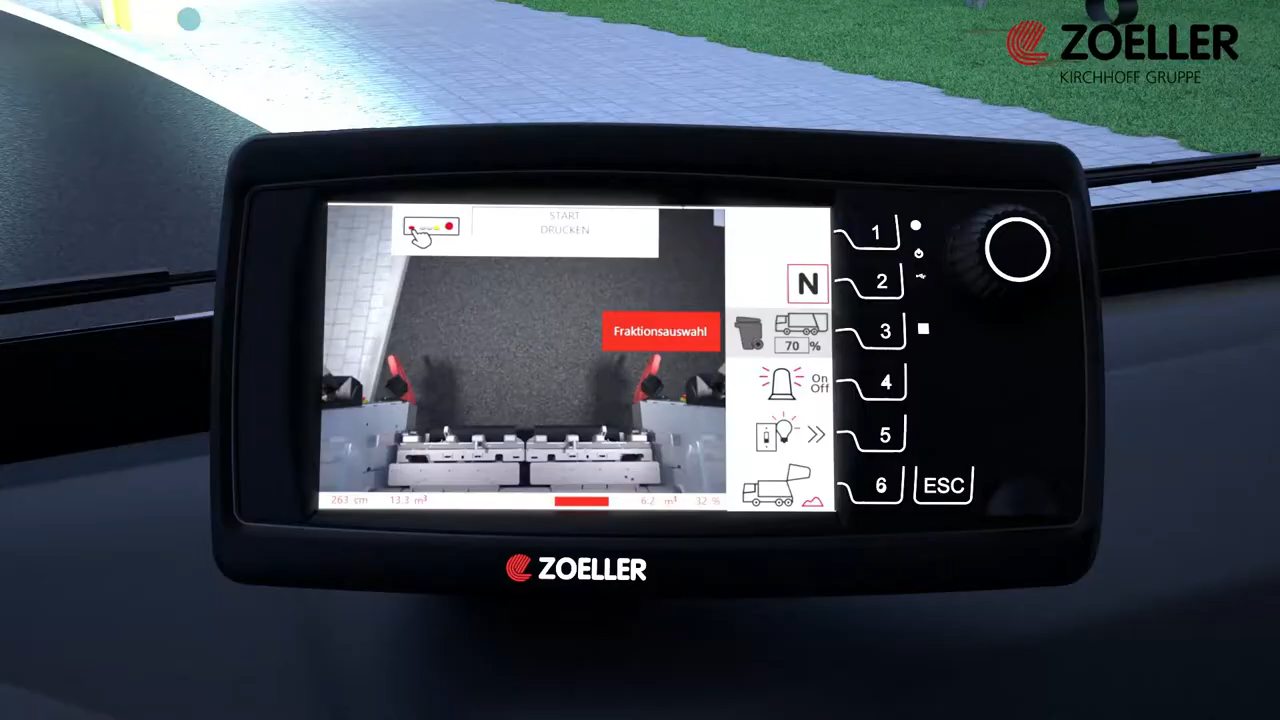 ZOELLER
KIRCHHOFF GRUPPE
START
DRÜCKEN
1
N
2
Fraktionsauswahl
70 %
3
On
Off
4
5
263 cm 13.3 m³ 6.2 m³ 32 %
6
ESC
ZOELLER